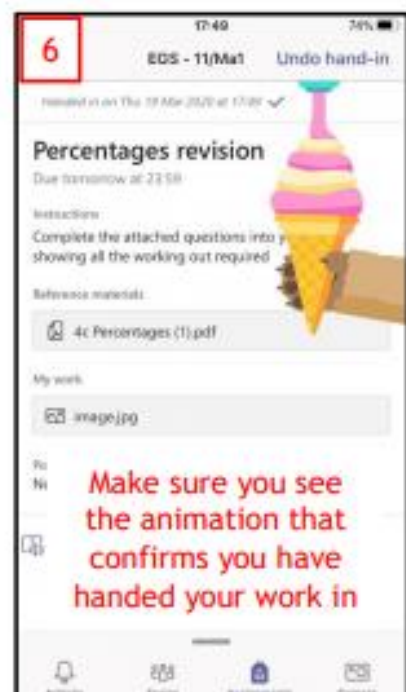 17:49 74%
6
EGS - 11/Ma1 Undo hand-in
Handed in on Thu 19 Mar 2020 at 17:49
Percentages revision
Due tomorrow at 23:59
Instructions
Complete the attached questions into y
showing all the working out required
Reference materials
4c Percentages (1).pdf
My work
image.jpg
Make sure you see
the animation that
confirms you have
handed your work in